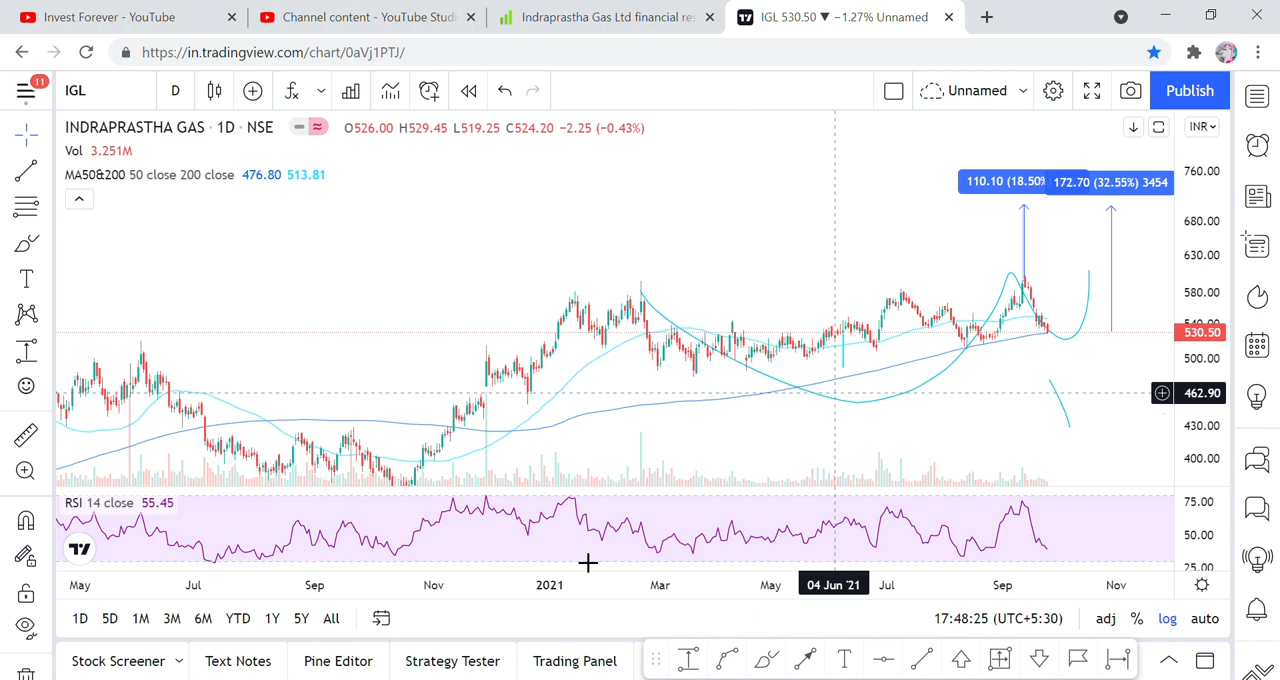 Invest Forever - YouTube
Channel content - YouTube Studi
Indraprastha Gas Ltd financial res
IGL 530.50 ▼ −1.27% Unnamed
https://in.tradingview.com/chart/0aVj1PTJ/
11
IGL
D
Unnamed
Publish
INDRAPRASTHA GAS · 1D · NSE
O526.00 H529.45 L519.25 C524.20 −2.25 (−0.43%)
INR
Vol 3.251M
MA50&200 50 close 200 close 476.80 513.81
110.10 (18.50%
172.70 (32.55%) 3454
760.00
680.00
630.00
580.00
540.00
530.50
500.00
462.90
430.00
400.00
RSI 14 close 55.45
75.00
50.00
25.00
May
Jul
Sep
Nov
2021
Mar
May
04 Jun '21
Jul
Sep
Nov
1D 5D 1M 3M 6M YTD 1Y 5Y All
17:48:25 (UTC+5:30)
adj % log auto
Stock Screener
Text Notes
Pine Editor
Strategy Tester
Trading Panel